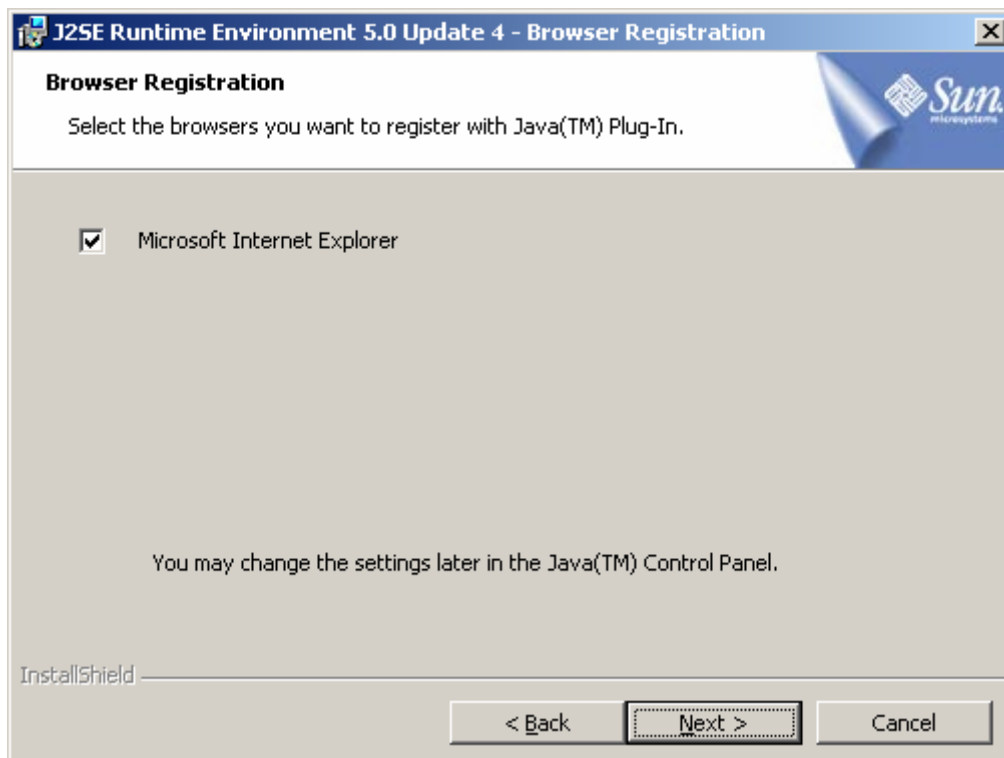 J2SE Runtime Environment 5.0 Update 4 - Browser Registration
Browser Registration
Select the browsers you want to register with Java(TM) Plug-In.
Sun
microsystems
Microsoft Internet Explorer
You may change the settings later in the Java(TM) Control Panel.
InstallShield
< Back
Next >
Cancel